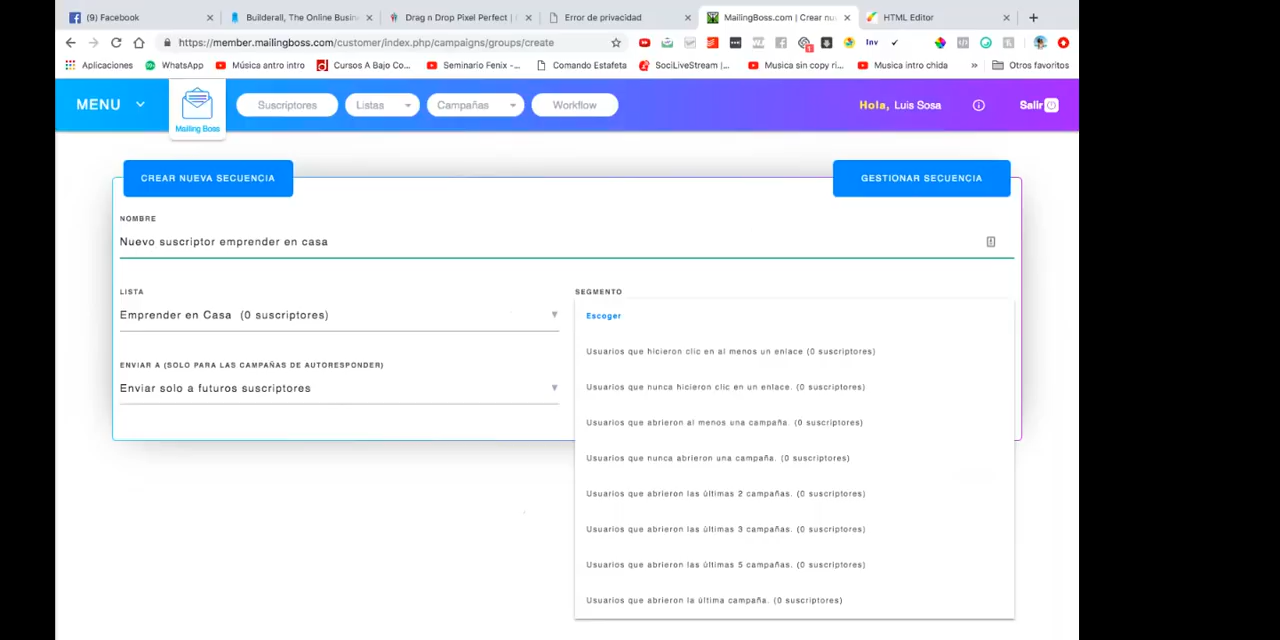 (9) Facebook
Builderall, The Online Busin
Drag n Drop Pixel Perfect |
Error de privacidad
MailingBoss.com | Crear nu
HTML Editor
https://member.mailingboss.com/customer/index.php/campaigns/groups/create
Inv
Aplicaciones
WhatsApp
Música antro intro
Cursos A Bajo Co...
Seminario Fenix -...
Comando Estafeta
SociLiveStream |...
Musica sin copy ri...
Musica intro chida
»
Otros favoritos
MENU
Mailing Boss
Suscriptores
Listas
Campañas
Workflow
Hola, Luis Sosa
Salir
CREAR NUEVA SECUENCIA
GESTIONAR SECUENCIA
NOMBRE
Nuevo suscriptor emprender en casa
LISTA
Emprender en Casa (0 suscriptores)
ENVIAR A (SOLO PARA LAS CAMPAÑAS DE AUTORESPONDER)
Enviar solo a futuros suscriptores
SEGMENTO
Escoger
Usuarios que hicieron clic en al menos un enlace (0 suscriptores)
Usuarios que nunca hicieron clic en un enlace. (0 suscriptores)
Usuarios que abrieron al menos una campaña. (0 suscriptores)
Usuarios que nunca abrieron una campaña. (0 suscriptores)
Usuarios que abrieron las últimas 2 campañas. (0 suscriptores)
Usuarios que abrieron las últimas 3 campañas. (0 suscriptores)
Usuarios que abrieron las últimas 5 campañas. (0 suscriptores)
Usuarios que abrieron la última campaña. (0 suscriptores)